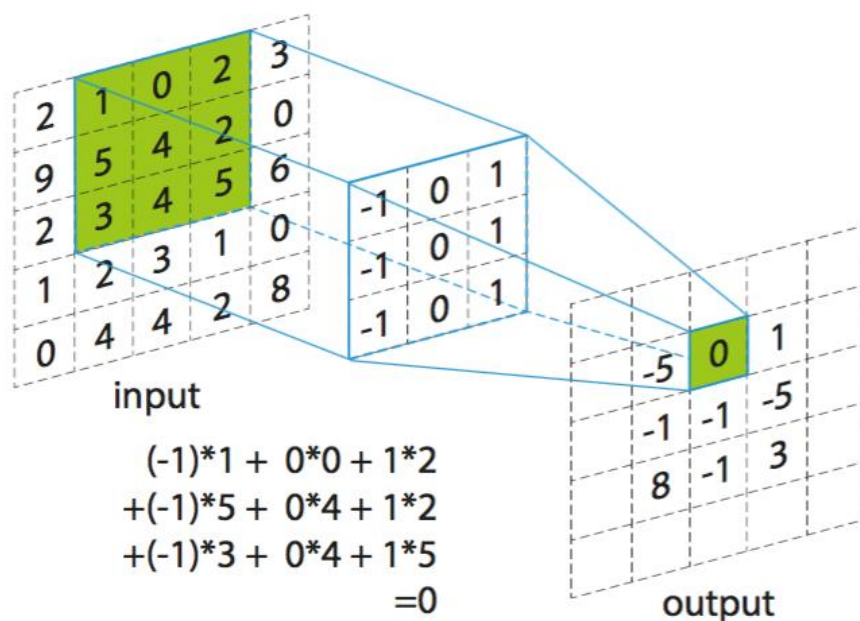 2 1 0 2 3
9 5 4 2 0
2 3 4 5 6
1 2 3 1 0
0 4 4 2 8
input
-1 0 1
-1 0 1
-1 0 1
-5 0 1
-1 -1 -5
8 -1 3
output
(-1)*1 + 0*0 + 1*2
+(-1)*5 + 0*4 + 1*2
+(-1)*3 + 0*4 + 1*5
=0